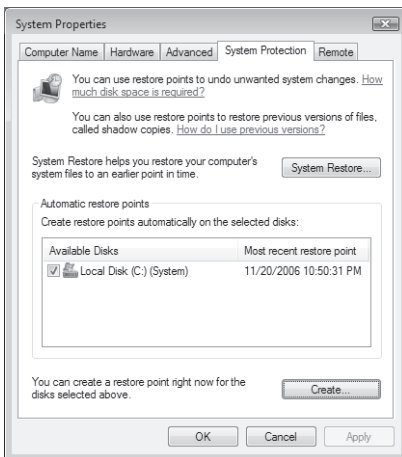 System Properties
Computer Name Hardware Advanced System Protection Remote
You can use restore points to undo unwanted system changes. How
much disk space is required?
You can also use restore points to restore previous versions of files,
called shadow copies. How do I use previous versions?
System Restore helps you restore your computer's
system files to an earlier point in time.
System Restore...
Automatic restore points
Create restore points automatically on the selected disks:
Available Disks Most recent restore point
Local Disk (C:) (System) 11/20/2006 10:50:31 PM
You can create a restore point right now for the
disks selected above.
Create...
OK Cancel Apply